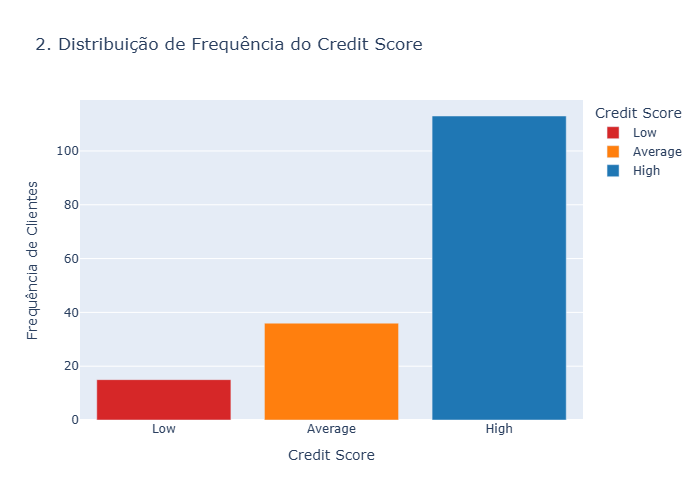 2. Distribuição de Frequência do Credit Score
Credit Score
Low
Average
High
Frequência de Clientes
100
80
60
40
20
0
Low
Average
High
Credit Score